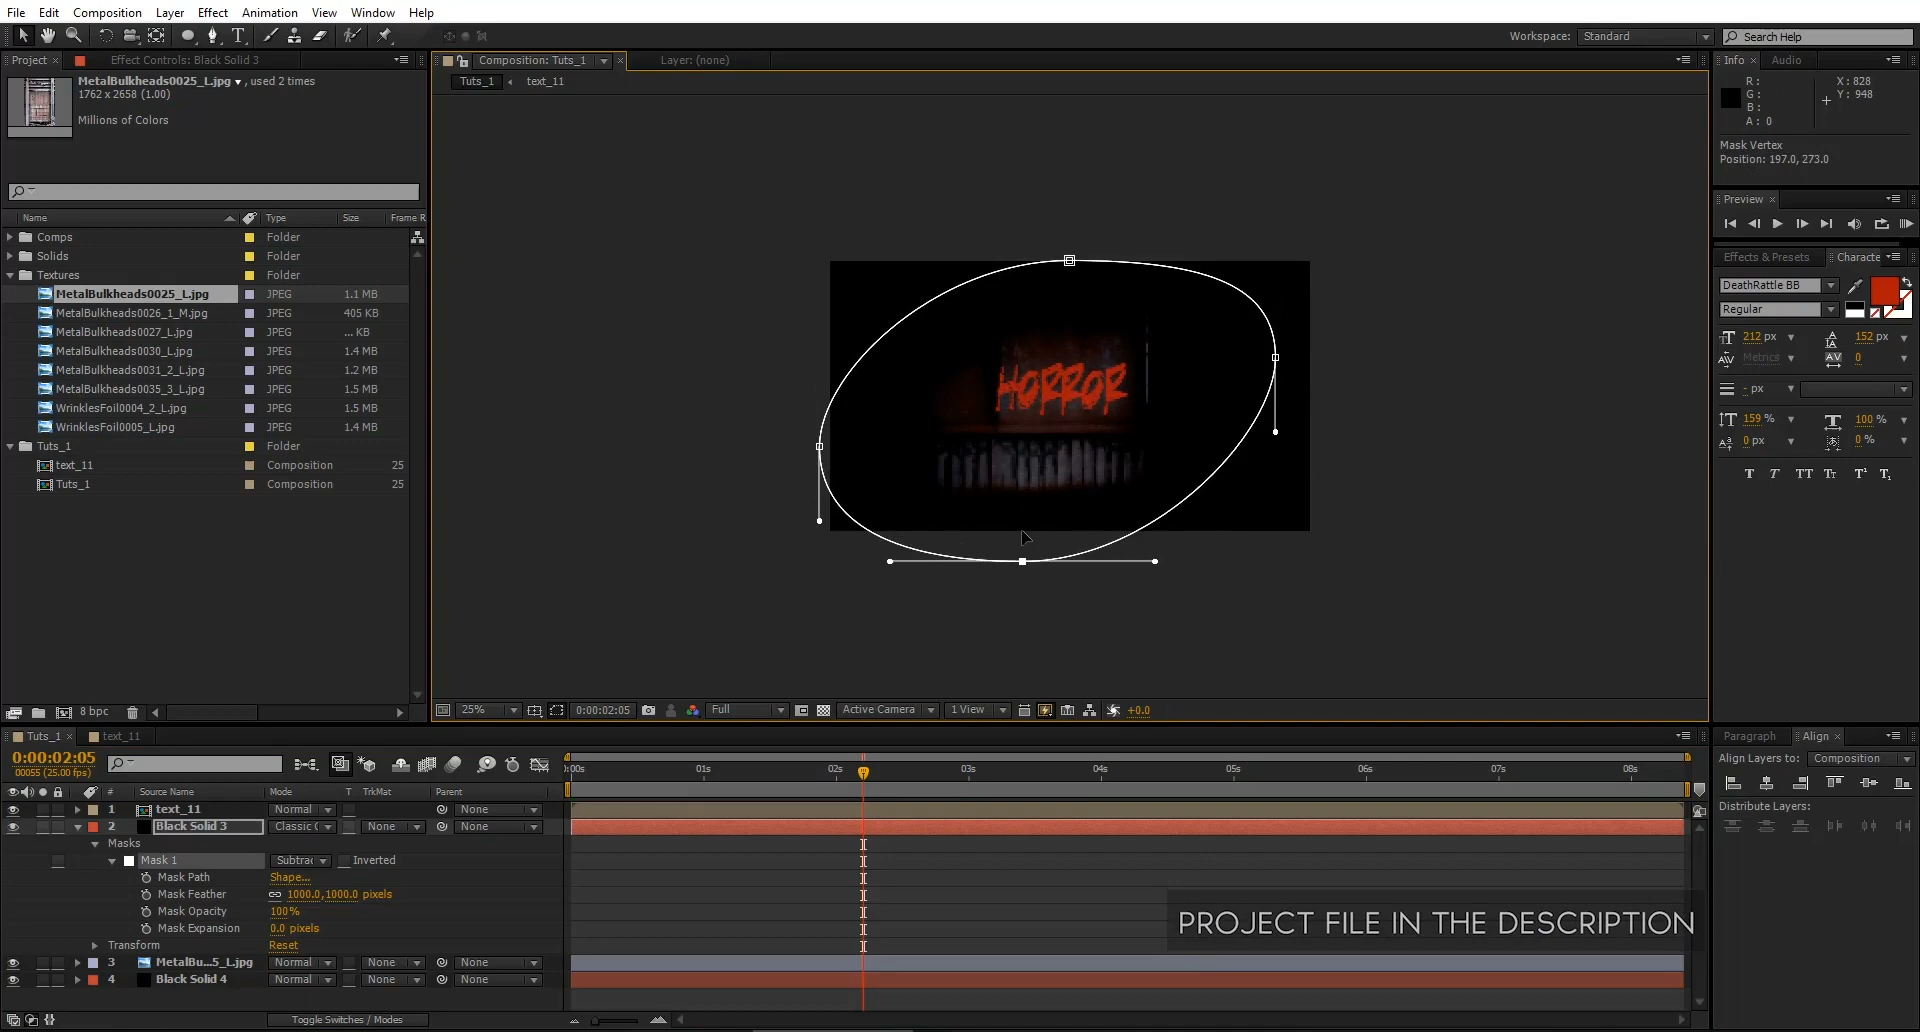 File Edit Composition Layer Effect Animation View Window Help
Workspace: Standard
Search Help
Project × Effect Controls: Black Solid 3
MetalBulkheads0025_L.jpg ▾, used 2 times
1762 x 2658 (1.00)
Millions of Colors
Name Type Size Frame R
Comps Folder
Solids Folder
Textures Folder
MetalBulkheads0025_L.jpg JPEG 1.1 MB
MetalBulkheads0026_1_M.jpg JPEG 405 KB
MetalBulkheads0027_L.jpg JPEG ... KB
MetalBulkheads0030_L.jpg JPEG 1.4 MB
MetalBulkheads0031_2_L.jpg JPEG 1.2 MB
MetalBulkheads0035_3_L.jpg JPEG 1.5 MB
WrinklesFoil0004_2_L.jpg JPEG 1.5 MB
WrinklesFoil0005_L.jpg JPEG 1.4 MB
Tuts_1 Folder
text_11 Composition 25
Tuts_1 Composition 25
8 bpc
Composition: Tuts_1 × Layer: (none)
Tuts_1 text_11
HORROR
25% 0:00:02:05 Full Active Camera 1 View +0.0
Info × Audio
R: X: 828
G: Y: 948
B:
A: 0
Mask Vertex
Position: 197.0, 273.0
Preview ×
Effects & Presets Characte
DeathRattle BB
Regular
212 px 152 px
Metrics 0
- px
159 % 100 %
0 px 0 %
T T TT Tt T¹ T₁
Tuts_1 × text_11
0:00:02:05
00055 (25.00 fps)
:00s 01s 02s 03s 04s 05s 06s 07s 08s
# Source Name Mode T TrkMat Parent
1 text_11 Normal None
2 Black Solid 3 Classic C None None
Masks
Mask 1 Subtrac Inverted
Mask Path Shape...
Mask Feather 1000.0,1000.0 pixels
Mask Opacity 100%
Mask Expansion 0.0 pixels
Transform Reset
3 MetalBu...5_L.jpg Normal None None
4 Black Solid 4 Normal None None
Toggle Switches / Modes
PROJECT FILE IN THE DESCRIPTION
Paragraph Align ×
Align Layers to: Composition
Distribute Layers: